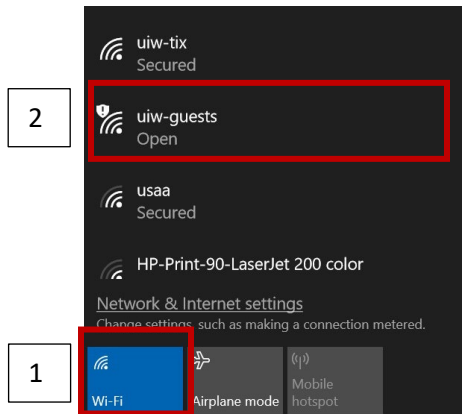 uiw-tix
Secured
2
uiw-guests
Open
usaa
Secured
HP-Print-90-LaserJet 200 color
Network & Internet settings
Change settings, such as making a connection metered.
1
Wi-Fi
Airplane mode
Mobile
hotspot